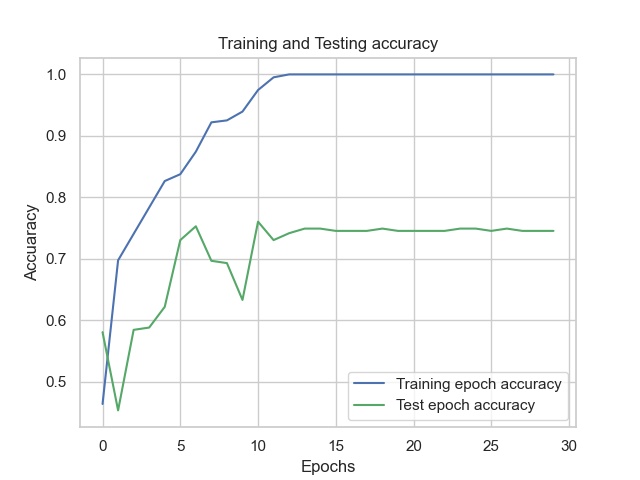 Training and Testing accuracy
1.0
0.9
0.8
0.7
0.6
0.5
Accuaracy
Training epoch accuracy
Test epoch accuracy
0 5 10 15 20 25 30
Epochs